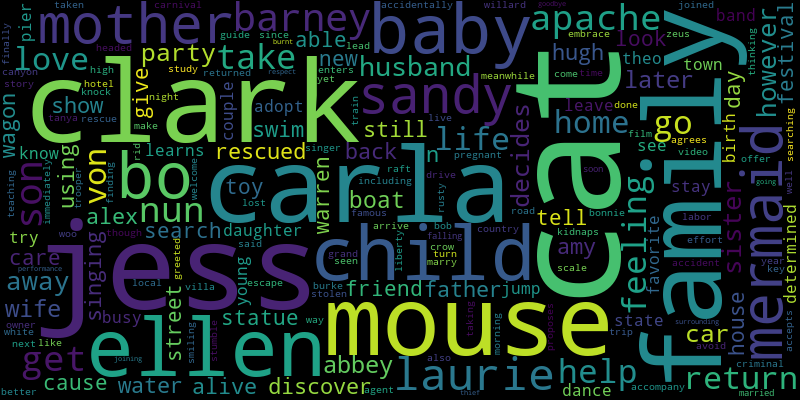 mother
barney
baby
apache
family
clark
party
take
husband
sandy
love
show
give
able
new
hugh
look
band
theo
town
festival
however
later
pier
taken
carnival
accidentally
willard
guide
since
burnt
lead
finally
returned
respect
headed
high
yet
meanwhile
enters
embrace
zeus
joined
goodbye
thinking
canyon
story
study
hotel
knock
night
tanya
rescue
make
couple
adopt
swim
train
singer
still
life
live
home
come
time
leave
done
film
agrees
video
go
see
birth
day
mermaid
searching
wagon
know
using
von
learns
rescued
back
n
decides
cat
carla
bo
nun
toy
son
alex
try
care
away
wife
search
daughter
boat
warren
lost
famous
including
raft
arrive
drive
pregnant
rusty
road
bob
tell
amy
soon
kidnaps
bonnie
stay
labor
effort
favorite
sister
offer
going
well
determined
feeling.
teaching
immediately
trooper
finding
rid
welcome
jess
child
mouse
singing
though
woo
said
grand
seen
falling
crow
turn
marry
country
liberty
statue
young
villa
escape
burke
stolen
friend
father
jump
scale
state
trip
accident
house
year
key
busy
local
greeted
street
ellen
abbey
way
also
taking
morning
proposes
car
avoid
criminal
accepts
owner
white
next
like
performance
get
cause
water
alive
smiling
stumble
discover
agent
laurie
help
dance
accompany
surrounding
return
married
better
joining
thief